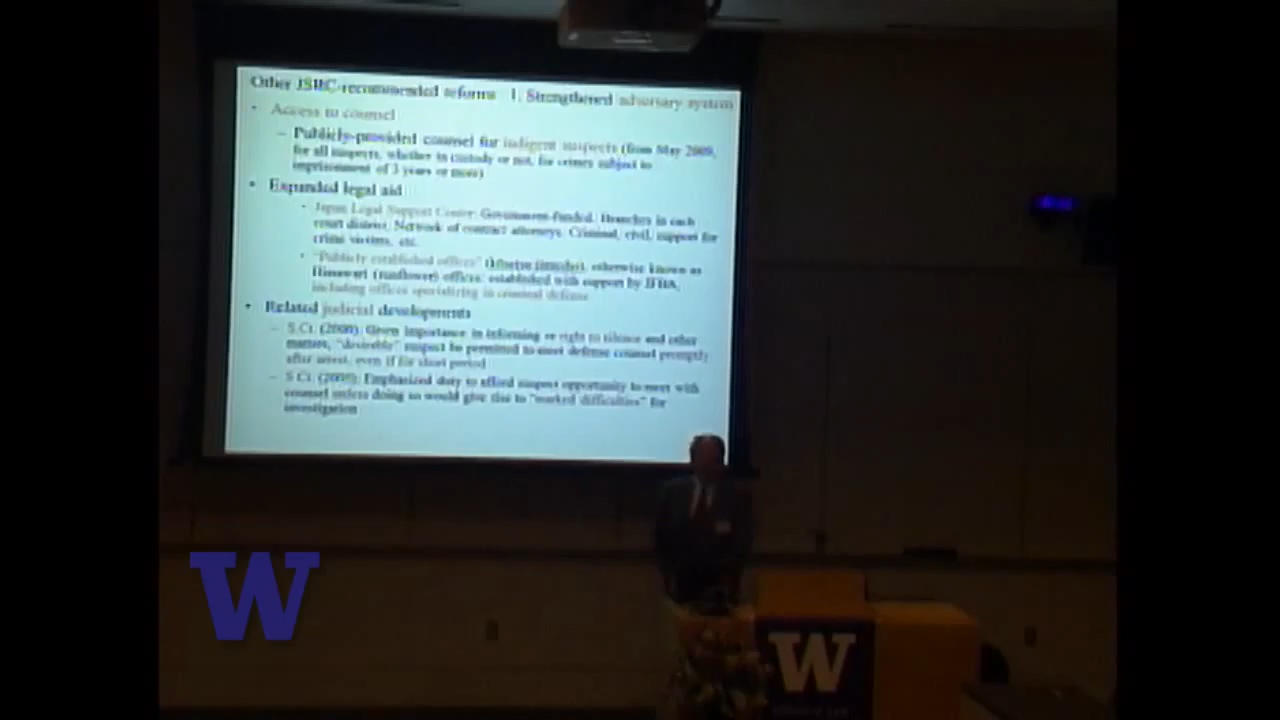 Other JSRC-recommended reforms 1. Strengthened adversary system
• Access to counsel
– Publicly-provided counsel for indigent suspects (from May 2009,
for all suspects, whether in custody or not, for crimes subject to
imprisonment of 3 years or more)
• Expanded legal aid
• Japan Legal Support Center: Government-funded. Branches in each
court district. Network of contract attorneys. Criminal, civil, support for
crime victims, etc.
• "Publicly established offices" otherwise known as
Himawari (sunflower) offices: established with support by JFBA,
including offices specializing in criminal defense
• Related judicial developments
– S.Ct. (2000): Given importance in informing re right to silence and other
matters, "desirable" suspect be permitted to meet defense counsel promptly
after arrest, even if for short period
– S.Ct. Emphasized duty to afford suspect opportunity to meet with
counsel unless doing so would give rise to "marked difficulties" for
investigation
W
W